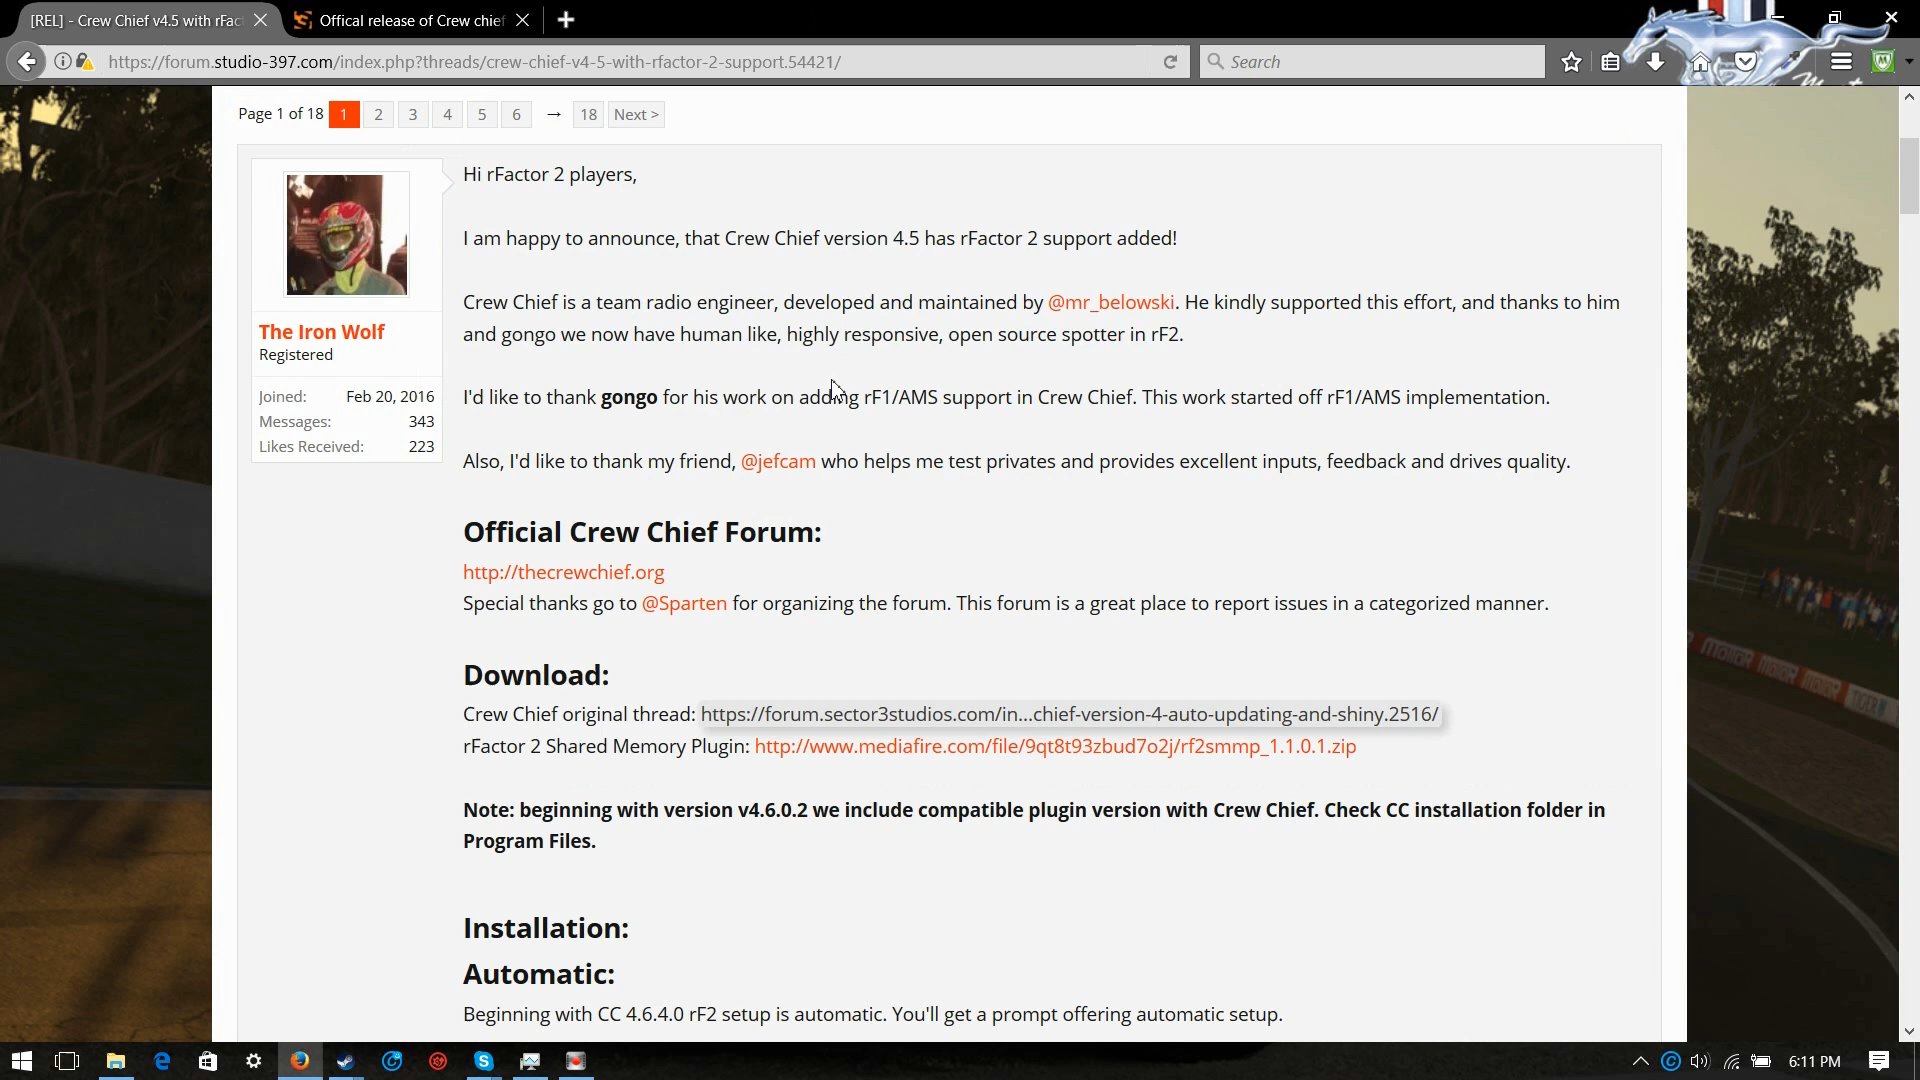 [REL] - Crew Chief v4.5 with rFac
Offical release of Crew chief
https://forum.studio-397.com/index.php?threads/crew-chief-v4-5-with-rfactor-2-support.54421/
Search
Page 1 of 18 1 2 3 4 5 6 → 18 Next >
The Iron Wolf
Registered
Joined: Feb 20, 2016
Messages: 343
Likes Received: 223
Hi rFactor 2 players,
I am happy to announce, that Crew Chief version 4.5 has rFactor 2 support added!
Crew Chief is a team radio engineer, developed and maintained by @mr_belowski. He kindly supported this effort, and thanks to him
and gongo we now have human like, highly responsive, open source spotter in rF2.
I'd like to thank gongo for his work on adding rF1/AMS support in Crew Chief. This work started off rF1/AMS implementation.
Also, I'd like to thank my friend, @jefcam who helps me test privates and provides excellent inputs, feedback and drives quality.
Official Crew Chief Forum:
http://thecrewchief.org
Special thanks go to @Sparten for organizing the forum. This forum is a great place to report issues in a categorized manner.
Download:
Crew Chief original thread: https://forum.sector3studios.com/in...chief-version-4-auto-updating-and-shiny.2516/
rFactor 2 Shared Memory Plugin: http://www.mediafire.com/file/9qt8t93zbud7o2j/rf2smmp_1.1.0.1.zip
Note: beginning with version v4.6.0.2 we include compatible plugin version with Crew Chief. Check CC installation folder in
Program Files.
Installation:
Automatic:
Beginning with CC 4.6.4.0 rF2 setup is automatic. You'll get a prompt offering automatic setup.
6:11 PM